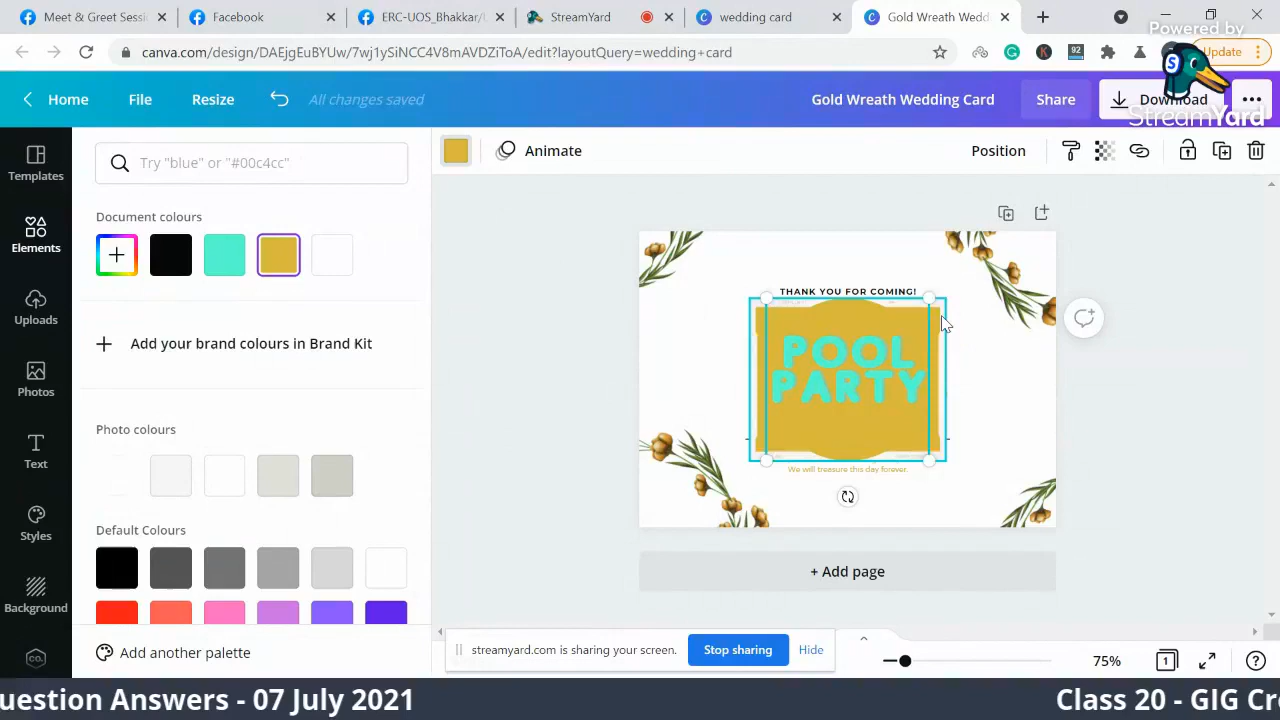 Meet & Greet Sessi
Facebook
ERC-UOS_Bhakkar/L
StreamYard
wedding card
Gold Wreath Wedd
Powered by
canva.com/design/DAEjgEuBYUw/7wj1ySiNCC4V8mAVDZjToA/edit?layoutQuery=wedding+card
92
Update
Home
File
Resize
All changes saved
Gold Wreath Wedding Card
Share
Download
StreamYard
Templates
Try "blue" or "#00c4cc"
Animate
Position
Document colours
Elements
Uploads
THANK YOU FOR COMING!
Add your brand colours in Brand Kit
POOL
PARTY
Photos
Photo colours
Text
We will treasure this day forever.
Styles
Default Colours
+ Add page
Background
Add another palette
streamyard.com is sharing your screen.
Stop sharing
Hide
75%
1
co.
uestion Answers - 07 July 2021
Class 20 - GIG Cre